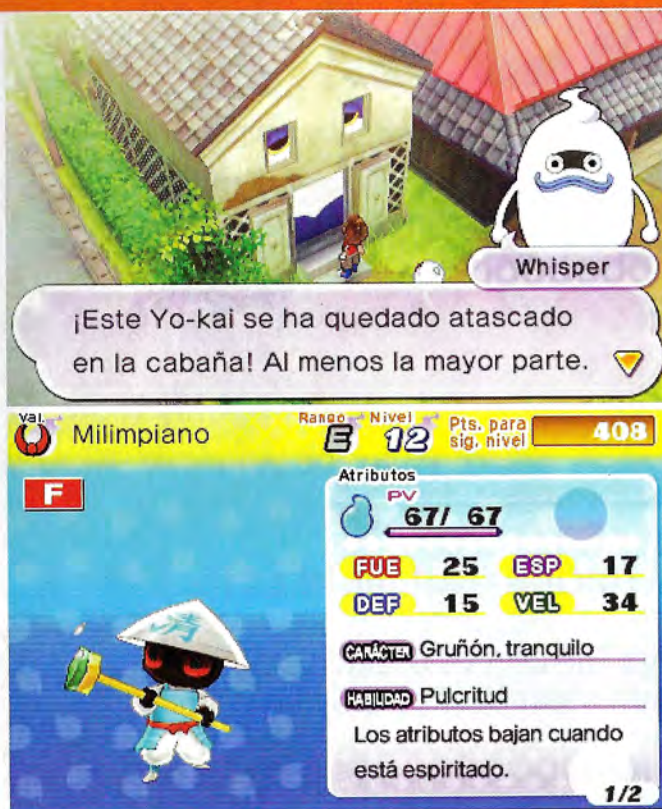 Whisper
¡Este Yo-kai se ha quedado atascado
en la cabaña! Al menos la mayor parte.
Val. Milimpiano Rango E Nivel 12 Pts. para sig. nivel 408
F
Atributos
PV
67/ 67
FUE 25 ESP 17
DEF 15 VEL 34
CARÁCTER Gruñón, tranquilo
HABILIDAD Pulcritud
Los atributos bajan cuando
está espiritado.
1/2